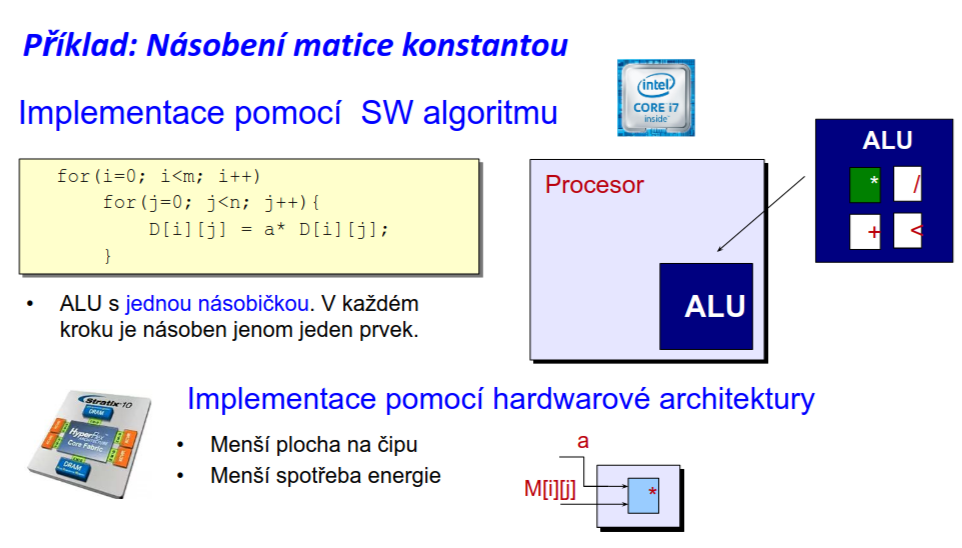 Příklad: Násobení matice konstantou
Implementace pomocí SW algoritmu
intel
CORE i7
inside
for(i=0; i<m; i++)
for(j=0; j<n; j++){
D[i][j] = a* D[i][j];
}
Procesor
ALU
ALU
* /
+ <
• ALU s jednou násobičkou. V každém
kroku je násoben jenom jeden prvek.
Implementace pomocí hardwarové architektury
Stratix 10
DRAM
HyperFlex
Core Fabric
DRAM
• Menší plocha na čipu
• Menší spotřeba energie
a
M[i][j]
*